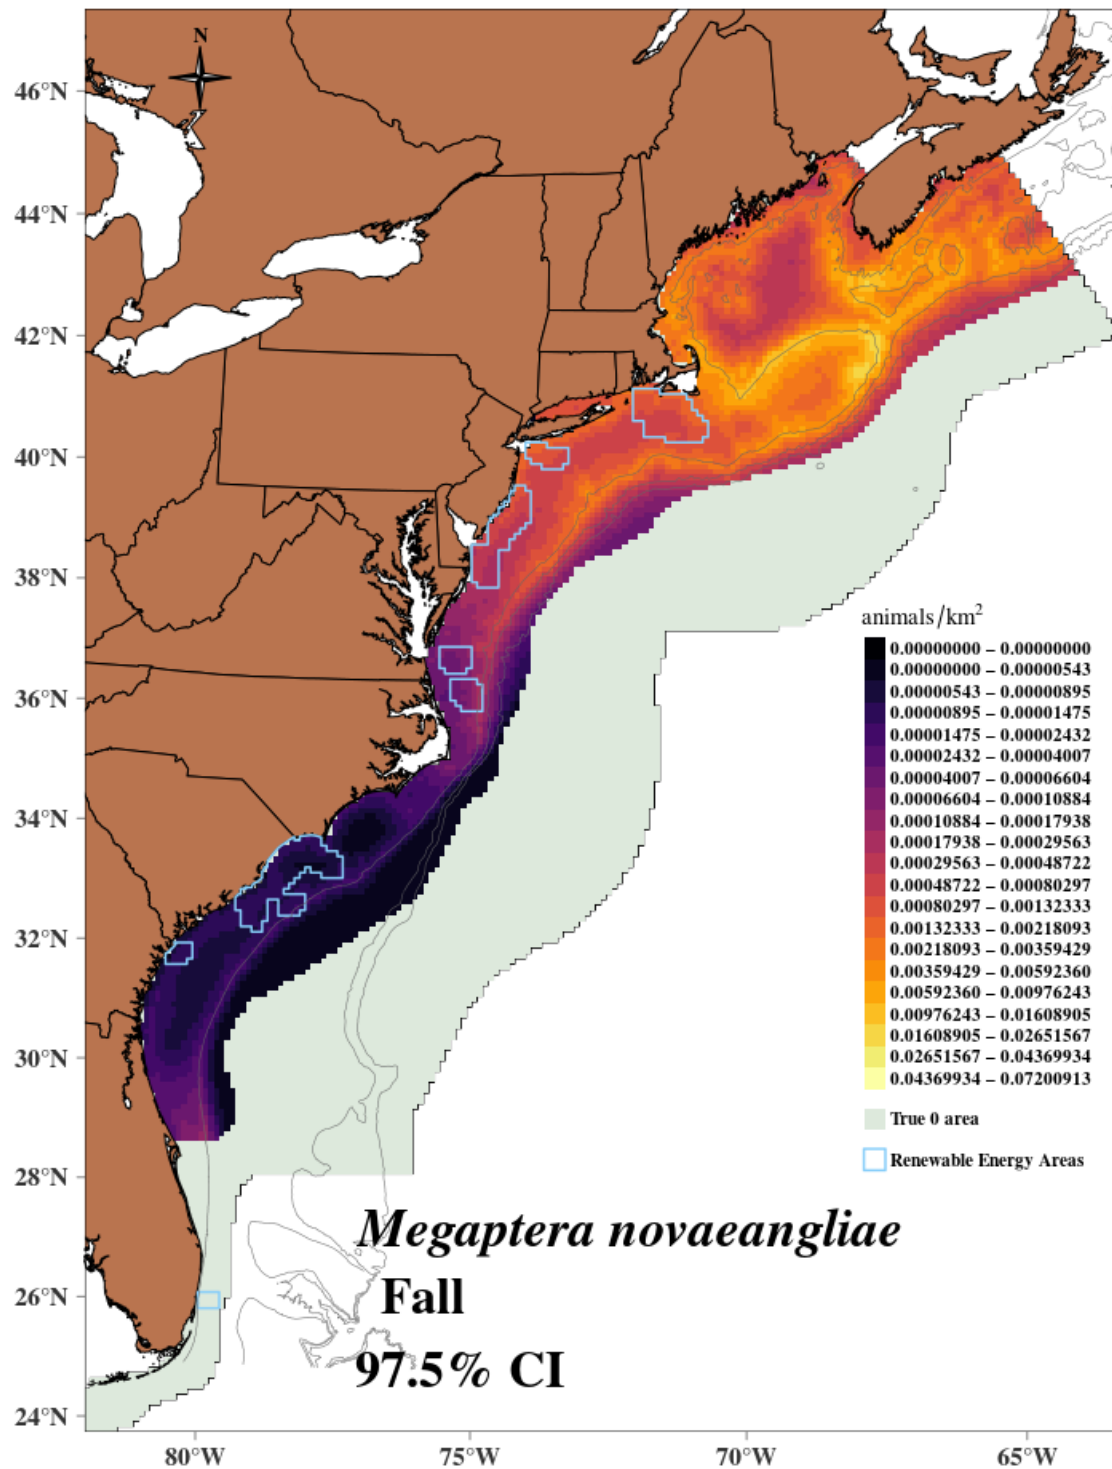 N
46°N
44°N
42°N
40°N
38°N
36°N
34°N
32°N
30°N
28°N
26°N
24°N
animals/km²
0.00000000 – 0.00000000
0.00000000 – 0.00000543
0.00000543 – 0.00000895
0.00000895 – 0.00001475
0.00001475 – 0.00002432
0.00002432 – 0.00004007
0.00004007 – 0.00006604
0.00006604 – 0.00010884
0.00010884 – 0.00017938
0.00017938 – 0.00029563
0.00029563 – 0.00048722
0.00048722 – 0.00080297
0.00080297 – 0.00132333
0.00132333 – 0.00218093
0.00218093 – 0.00359429
0.00359429 – 0.00592360
0.00592360 – 0.00976243
0.00976243 – 0.01608905
0.01608905 – 0.02651567
0.02651567 – 0.04369934
0.04369934 – 0.07200913
True 0 area
Renewable Energy Areas
Megaptera novaeangliae
Fall
97.5% CI
80°W
75°W
70°W
65°W